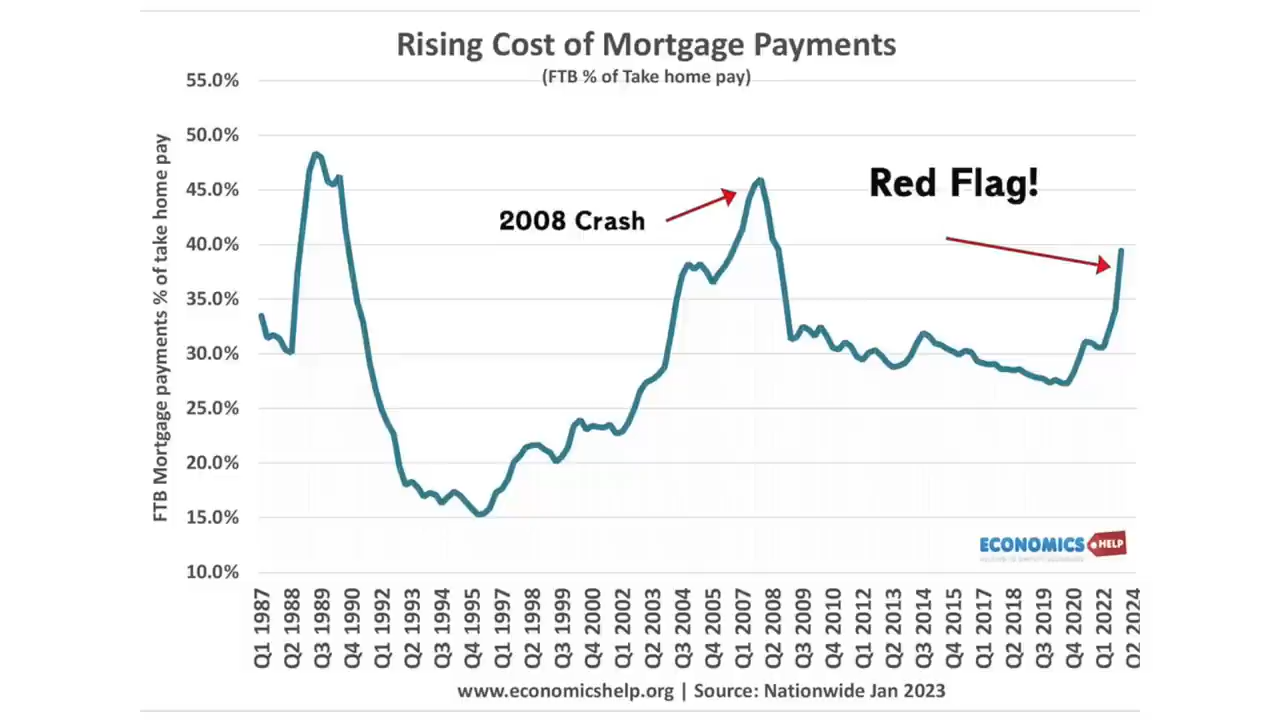 Rising Cost of Mortgage Payments
(FTB % of Take home pay)
55.0%
50.0%
45.0%
40.0%
35.0%
30.0%
25.0%
20.0%
15.0%
10.0%
FTB Mortgage payments % of take home pay
2008 Crash
Red Flag!
ECONOMICS HELP
Q1 1987
Q2 1988
Q3 1989
Q4 1990
Q1 1992
Q2 1993
Q3 1994
Q4 1995
Q1 1997
Q2 1998
Q3 1999
Q4 2000
Q1 2002
Q2 2003
Q3 2004
Q4 2005
Q1 2007
Q2 2008
Q3 2009
Q4 2010
Q1 2012
Q2 2013
Q3 2014
Q4 2015
Q1 2017
Q2 2018
Q3 2019
Q4 2020
Q1 2022
Q2 2024
www.economicshelp.org | Source: Nationwide Jan 2023